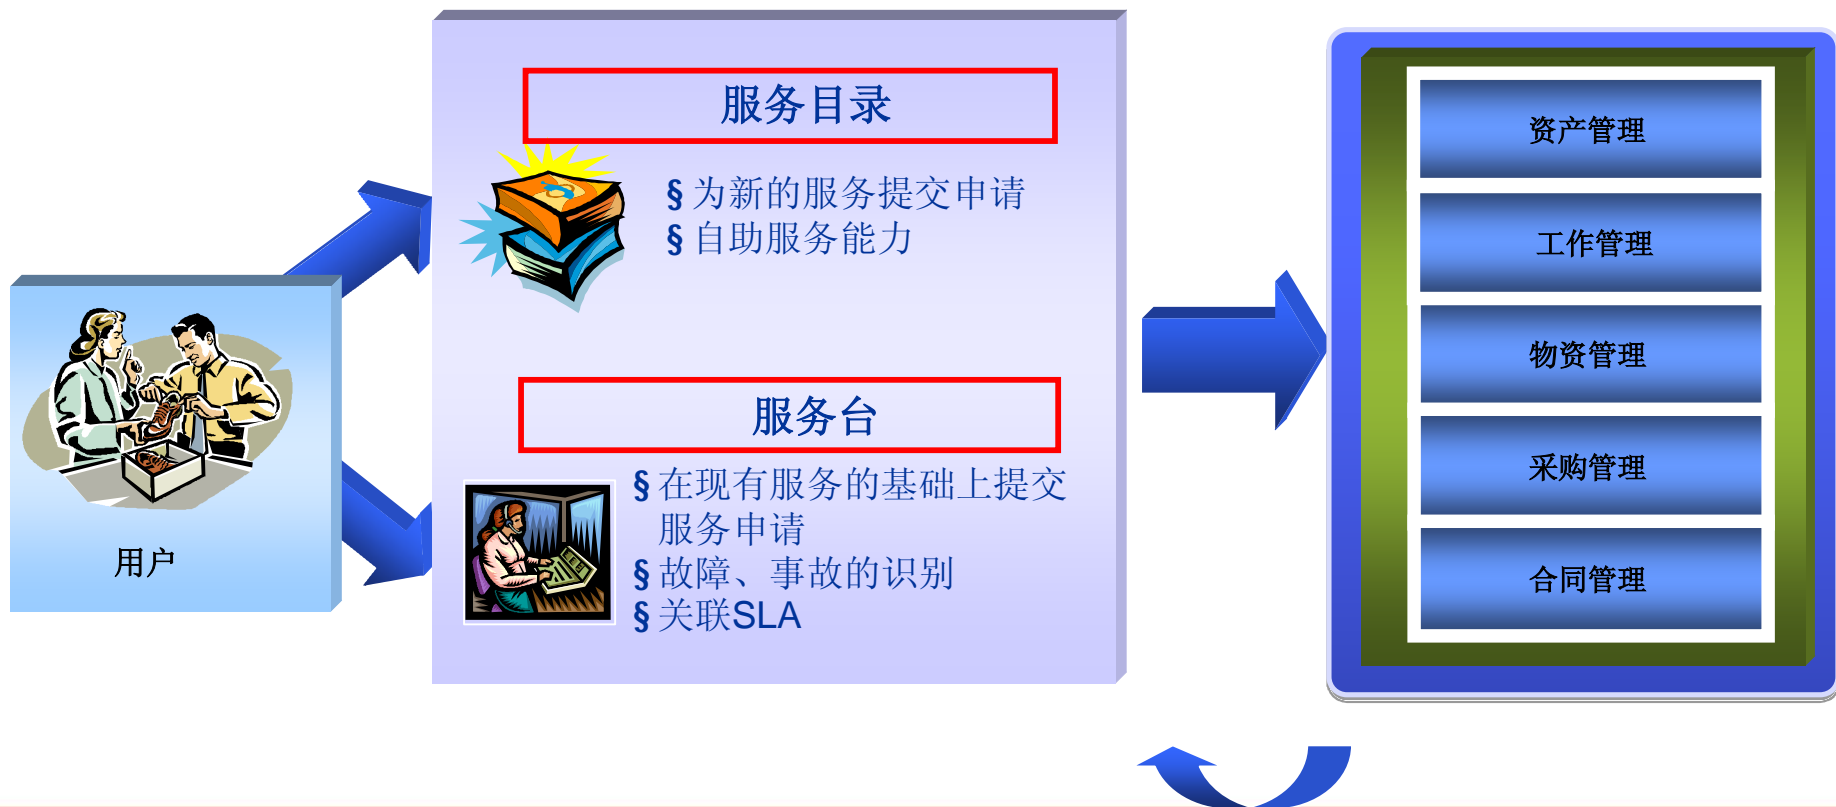 服务目录
§ 为新的服务提交申请
§ 自助服务能力
服务台
§ 在现有服务的基础上提交
服务申请
§ 故障、事故的识别
§ 关联SLA
用户
资产管理
工作管理
物资管理
采购管理
合同管理